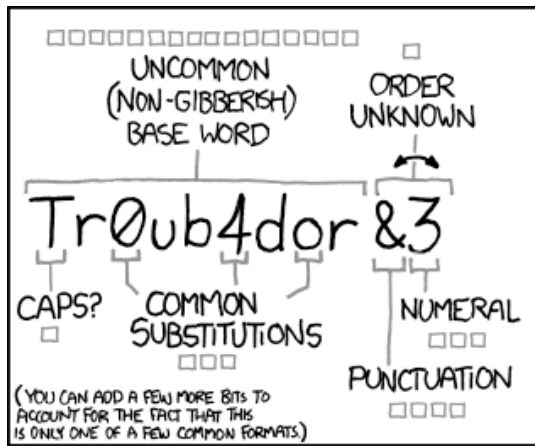 UNCOMMON
(NON-GIBBERISH)
BASE WORD
ORDER
UNKNOWN
Tr0ub4dor &3
CAPS?
COMMON
SUBSTITUTIONS
NUMERAL
PUNCTUATION
(YOU CAN ADD A FEW MORE BITS TO
ACCOUNT FOR THE FACT THAT THIS
IS ONLY ONE OF A FEW COMMON FORMATS.)